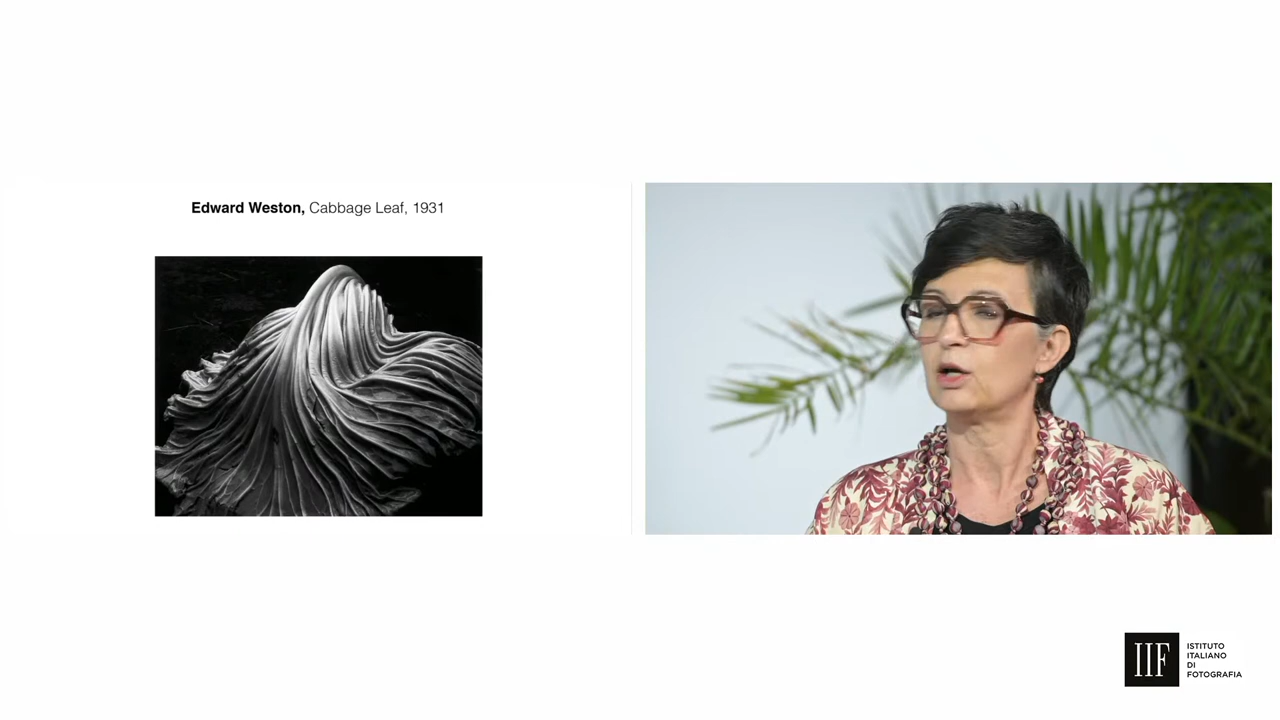 Edward Weston, Cabbage Leaf, 1931
IIF
ISTITUTO
ITALIANO
DI
FOTOGRAFIA